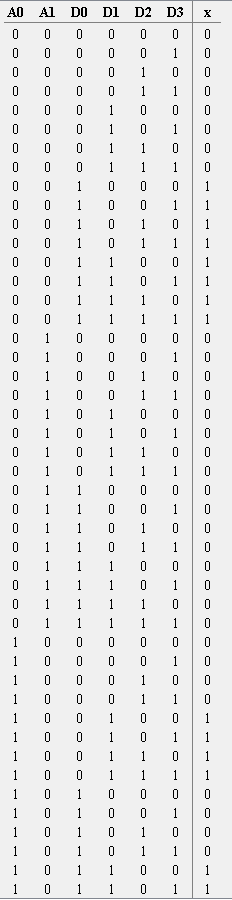 A0 A1 D0 D1 D2 D3 x
0 0 0 0 0 0 0
0 0 0 0 0 1 0
0 0 0 0 1 0 0
0 0 0 0 1 1 0
0 0 0 1 0 0 0
0 0 0 1 0 1 0
0 0 0 1 1 0 0
0 0 0 1 1 1 0
0 0 1 0 0 0 1
0 0 1 0 0 1 1
0 0 1 0 1 0 1
0 0 1 0 1 1 1
0 0 1 1 0 0 1
0 0 1 1 0 1 1
0 0 1 1 1 0 1
0 0 1 1 1 1 1
0 1 0 0 0 0 0
0 1 0 0 0 1 0
0 1 0 0 1 0 0
0 1 0 0 1 1 0
0 1 0 1 0 0 0
0 1 0 1 0 1 0
0 1 0 1 1 0 0
0 1 0 1 1 1 0
0 1 1 0 0 0 0
0 1 1 0 0 1 0
0 1 1 0 1 0 0
0 1 1 0 1 1 0
0 1 1 1 0 0 0
0 1 1 1 0 1 0
0 1 1 1 1 0 0
0 1 1 1 1 1 0
1 0 0 0 0 0 0
1 0 0 0 0 1 0
1 0 0 0 1 0 0
1 0 0 0 1 1 0
1 0 0 1 0 0 1
1 0 0 1 0 1 1
1 0 0 1 1 0 1
1 0 0 1 1 1 1
1 0 1 0 0 0 0
1 0 1 0 0 1 0
1 0 1 0 1 0 0
1 0 1 0 1 1 0
1 0 1 1 0 0 1
1 0 1 1 0 1 1